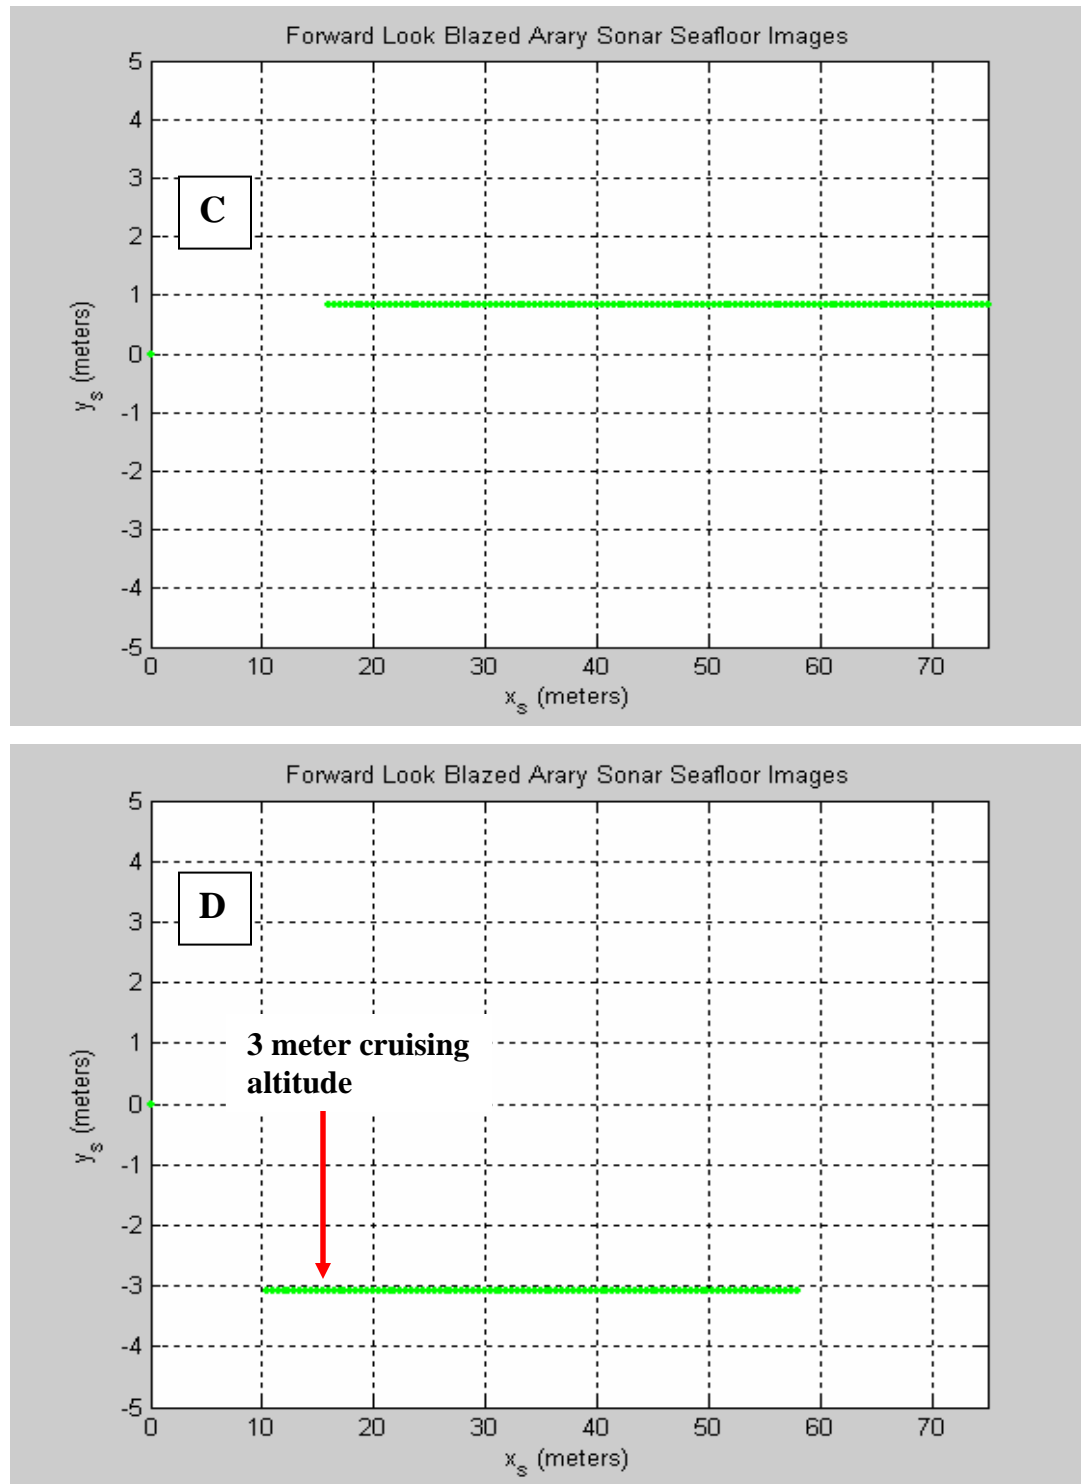 Forward Look Blazed Arary Sonar Seafloor Images
5
4
3
2
1
0
-1
-2
-3
-4
-5
C
y_s (meters)
0 10 20 30 40 50 60 70
x_s (meters)
Forward Look Blazed Arary Sonar Seafloor Images
5
4
3
2
1
0
-1
-2
-3
-4
-5
D
3 meter cruising
altitude
y_s (meters)
0 10 20 30 40 50 60 70
x_s (meters)